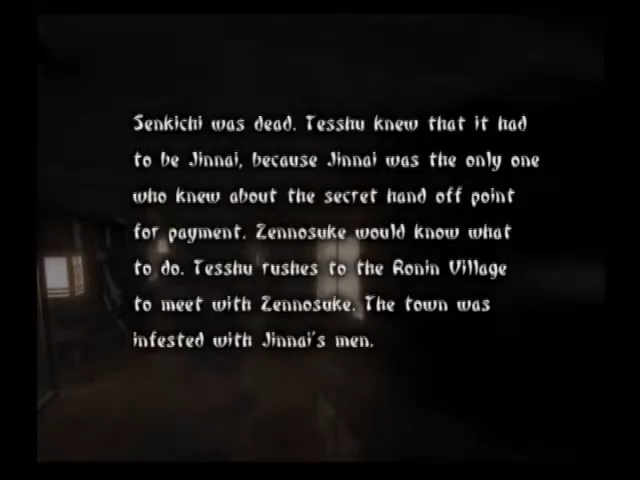 Senkichi was dead. Tesshu knew that it had
to be Jinnai, because Jinnai was the only one
who knew about the secret hand off point
for payment. Zennosuke would know what
to do. Tesshu rushes to the Ronin Village
to meet with Zennosuke. The town was
infested with Jinnai's men.